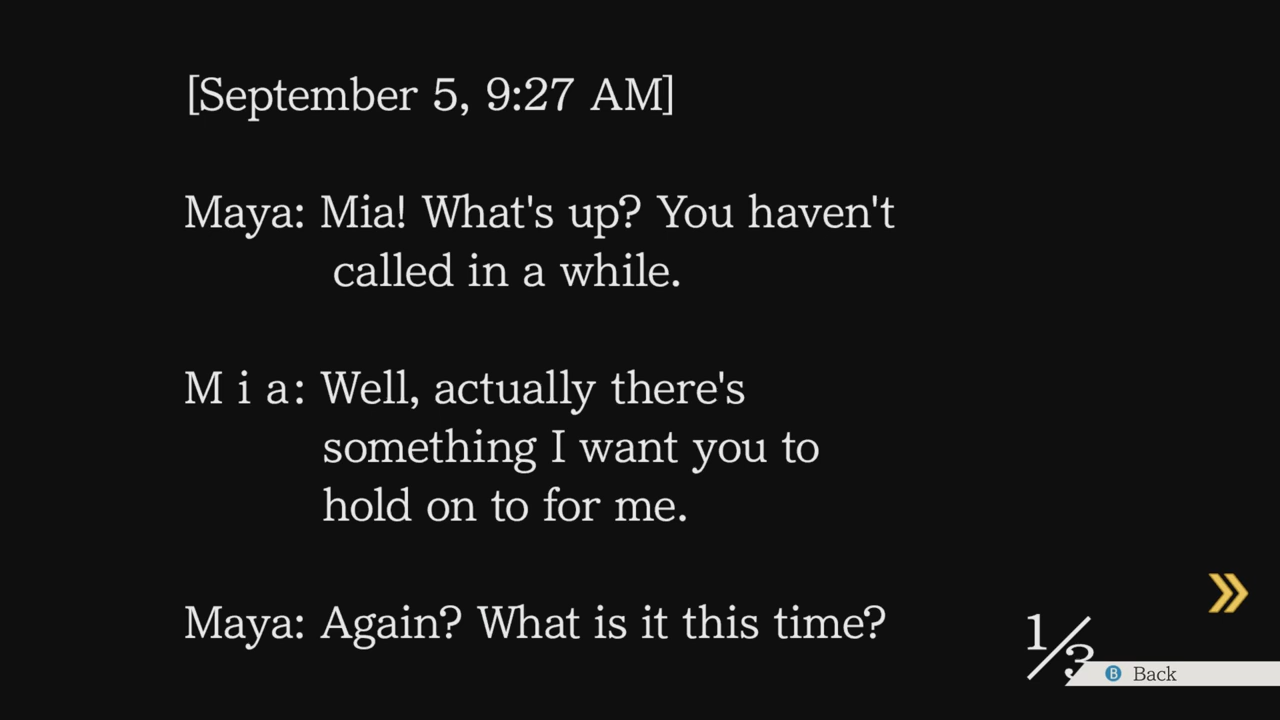 [September 5, 9:27 AM]
Maya: Mia! What's up? You haven't
called in a while.
M i a: Well, actually there's
something I want you to
hold on to for me.
Maya: Again? What is it this time?
1/3
B Back